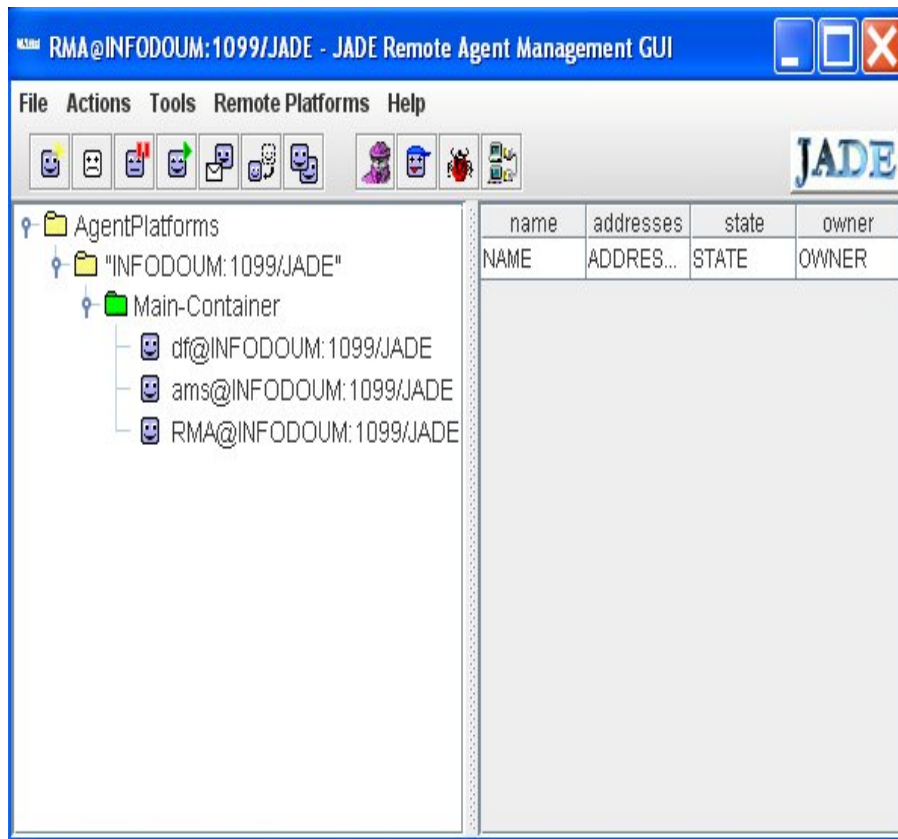 RMA@INFODOUM:1099/JADE - JADE Remote Agent Management GUI
File Actions Tools Remote Platforms Help
JADE
AgentPlatforms
"INFODOUM:1099/JADE"
Main-Container
df@INFODOUM:1099/JADE
ams@INFODOUM:1099/JADE
RMA@INFODOUM:1099/JADE
name addresses state owner
NAME ADDRES... STATE OWNER